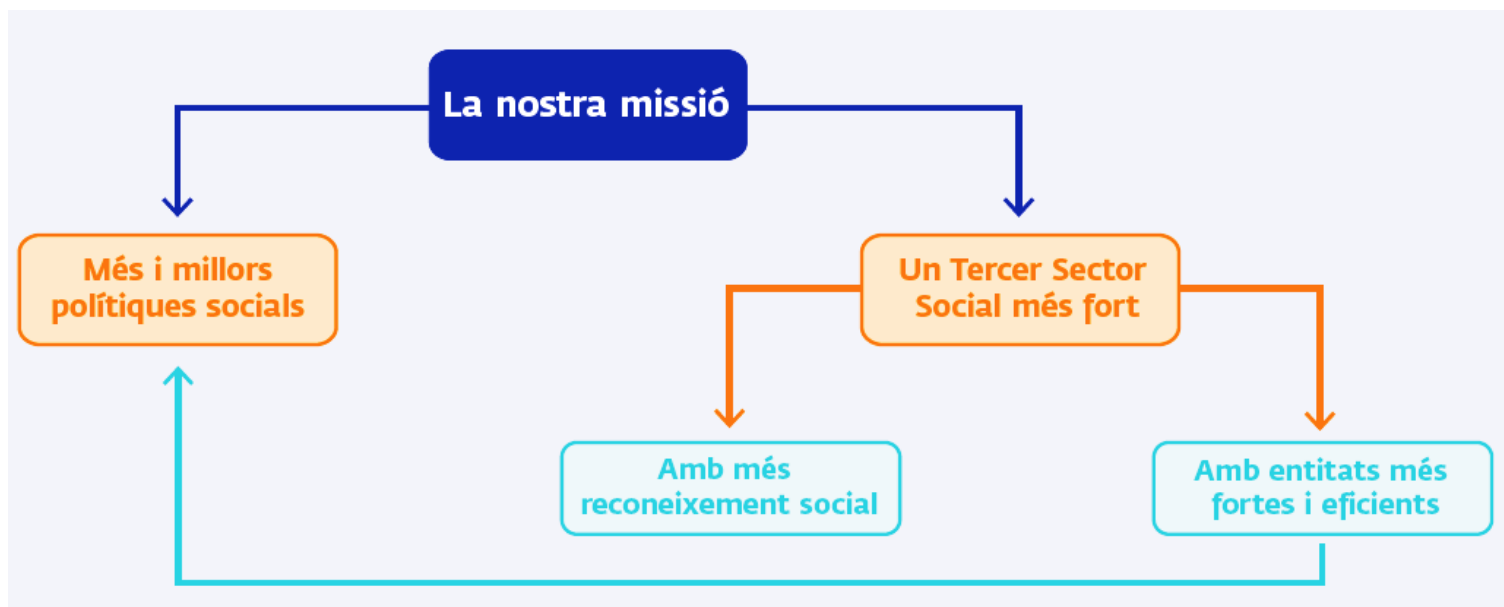 La nostra missió
Més i millors
polítiques socials
Un Tercer Sector
Social més fort
Amb més
reconeixement social
Amb entitats més
fortes i eficients